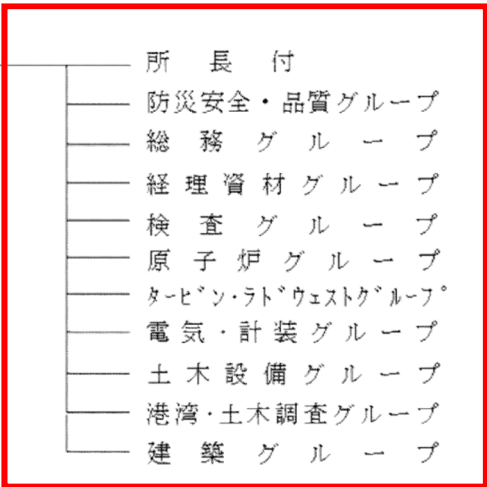 所長付
防災安全・品質グループ
総務グループ
経理資材グループ
検査グループ
原子炉グループ
ﾀｰﾋﾞﾝ・ﾗﾄﾞｳｪｽﾄｸﾞﾙｰﾌﾟ
電気・計装グループ
土木設備グループ
港湾・土木調査グループ
建築グループ